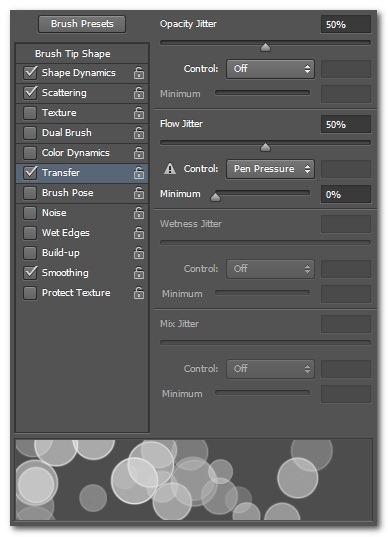 Brush Presets
Brush Tip Shape
Shape Dynamics
Scattering
Texture
Dual Brush
Color Dynamics
Transfer
Brush Pose
Noise
Wet Edges
Build-up
Smoothing
Protect Texture
Opacity Jitter 50%
Control: Off
Minimum
Flow Jitter 50%
Control: Pen Pressure
Minimum 0%
Wetness Jitter
Control: Off
Minimum
Mix Jitter
Control: Off
Minimum